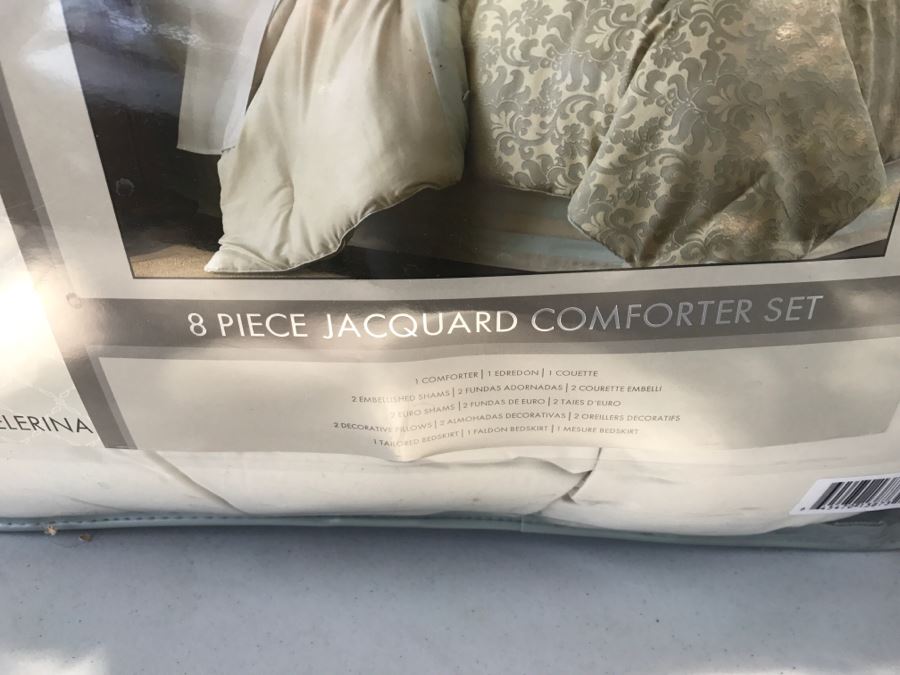 8 PIECE JACQUARD COMFORTER SET
1 COMFORTER | 1 EDREDON | 1 COUETTE
2 EMBELLISHED SHAMS | 2 FUNDAS ADORNADAS | 2 COURETTE EMBELLI
2 EURO SHAMS | 2 FUNDAS DE EURO | 2 TAIES D'EURO
2 DECORATIVE PILLOWS | 2 ALMOHADAS DECORATIVAS | 2 OREILLERS DECORATIFS
1 TAILORED BEDSKIRT | 1 FALDÓN BEDSKIRT | 1 MESURE BEDSKIRT
ELERINA